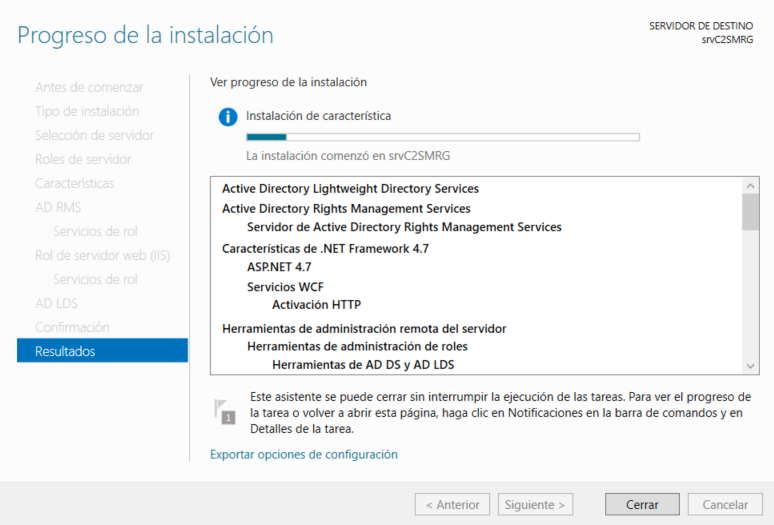 Progreso de la instalación
SERVIDOR DE DESTINO
srvC2SMRG
Antes de comenzar
Tipo de instalación
Selección de servidor
Roles de servidor
Características
AD RMS
Servicios de rol
Rol de servidor web (IIS)
Servicios de rol
AD LDS
Confirmación
Resultados
Ver progreso de la instalación
Instalación de característica
La instalación comenzó en srvC2SMRG
Active Directory Lightweight Directory Services
Active Directory Rights Management Services
Servidor de Active Directory Rights Management Services
Características de .NET Framework 4.7
ASP.NET 4.7
Servicios WCF
Activación HTTP
Herramientas de administración remota del servidor
Herramientas de administración de roles
Herramientas de AD DS y AD LDS
1
Este asistente se puede cerrar sin interrumpir la ejecución de las tareas. Para ver el progreso de
la tarea o volver a abrir esta página, haga clic en Notificaciones en la barra de comandos y en
Detalles de la tarea.
Exportar opciones de configuración
< Anterior
Siguiente >
Cerrar
Cancelar